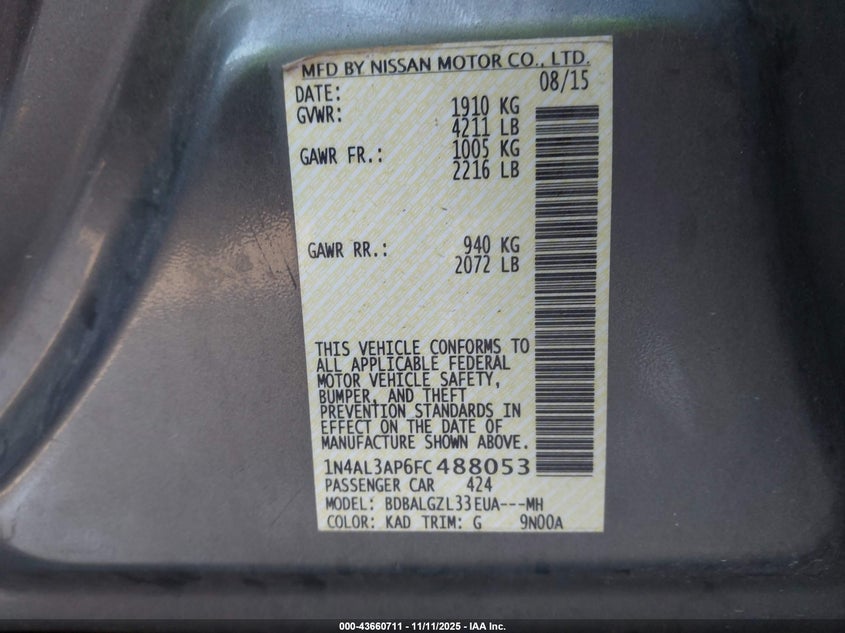 MFD BY NISSAN MOTOR CO., LTD.
DATE: 08/15
GVWR: 1910 KG
4211 LB
GAWR FR.: 1005 KG
2216 LB
GAWR RR.: 940 KG
2072 LB
THIS VEHICLE CONFORMS TO
ALL APPLICABLE FEDERAL
MOTOR VEHICLE SAFETY,
BUMPER, AND THEFT
PREVENTION STANDARDS IN
EFFECT ON THE DATE OF
MANUFACTURE SHOWN ABOVE.
1N4AL3AP6FC488053
PASSENGER CAR 424
MODEL: BDBALGZL33EUA---MH
COLOR: KAD TRIM: G 9N00A
000-43660711 - 11/11/2025 - IAA Inc.